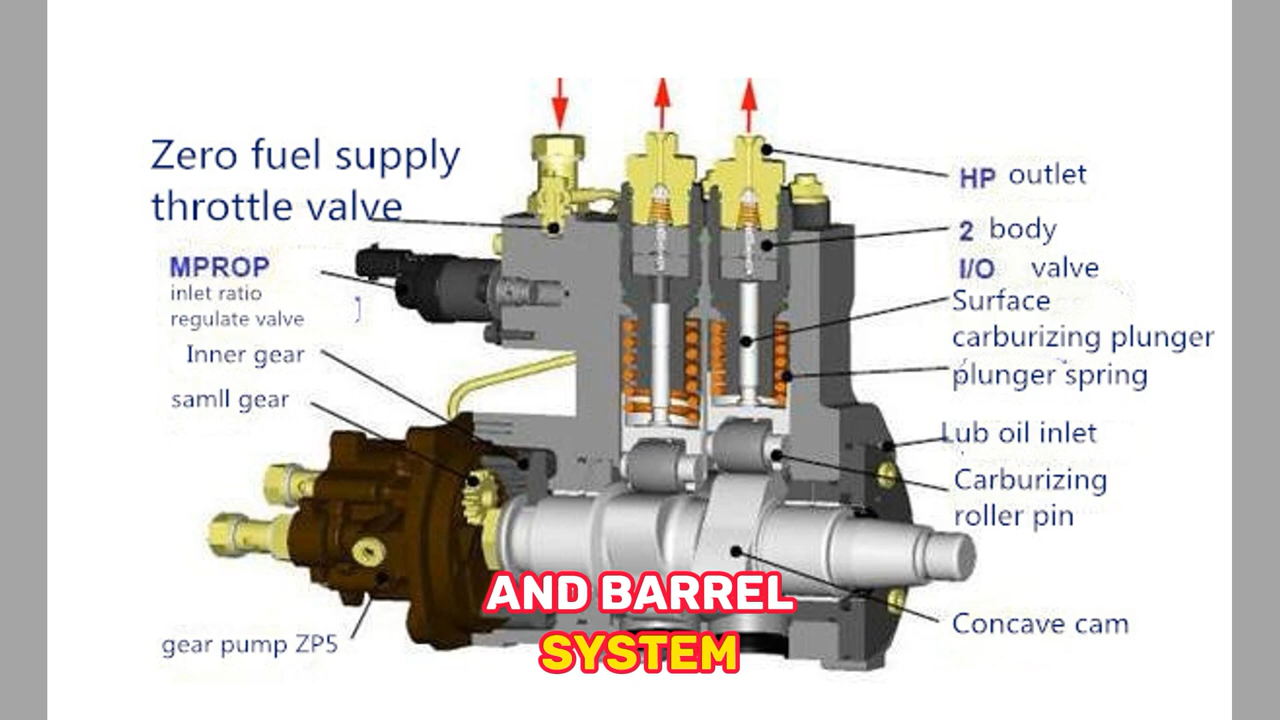 Zero fuel supply
throttle valve
MPROP
inlet ratio
regulate valve
Inner gear
samll gear
gear pump ZP5
HP outlet
2 body
I/O valve
Surface
carburizing plunger
plunger spring
Lub oil inlet
Carburizing
roller pin
Concave cam
AND BARREL
SYSTEM